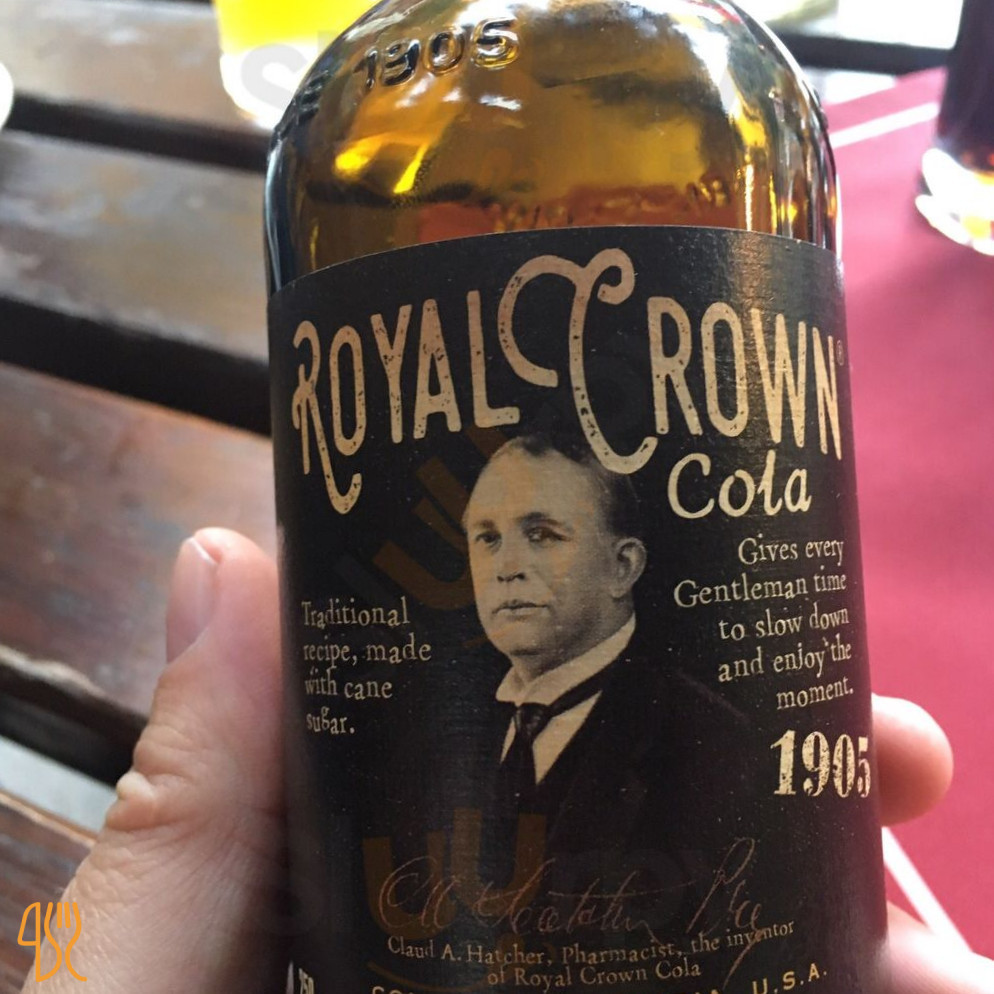 1905
ROYAL CROWN
Cola
Gives every
Gentleman time
to slow down
and enjoy the
moment.
1905
Traditional
recipe, made
with cane
sugar.
Claud A. Hatcher, Pharmacist, the inventor
of Royal Crown Cola
U.S.A.